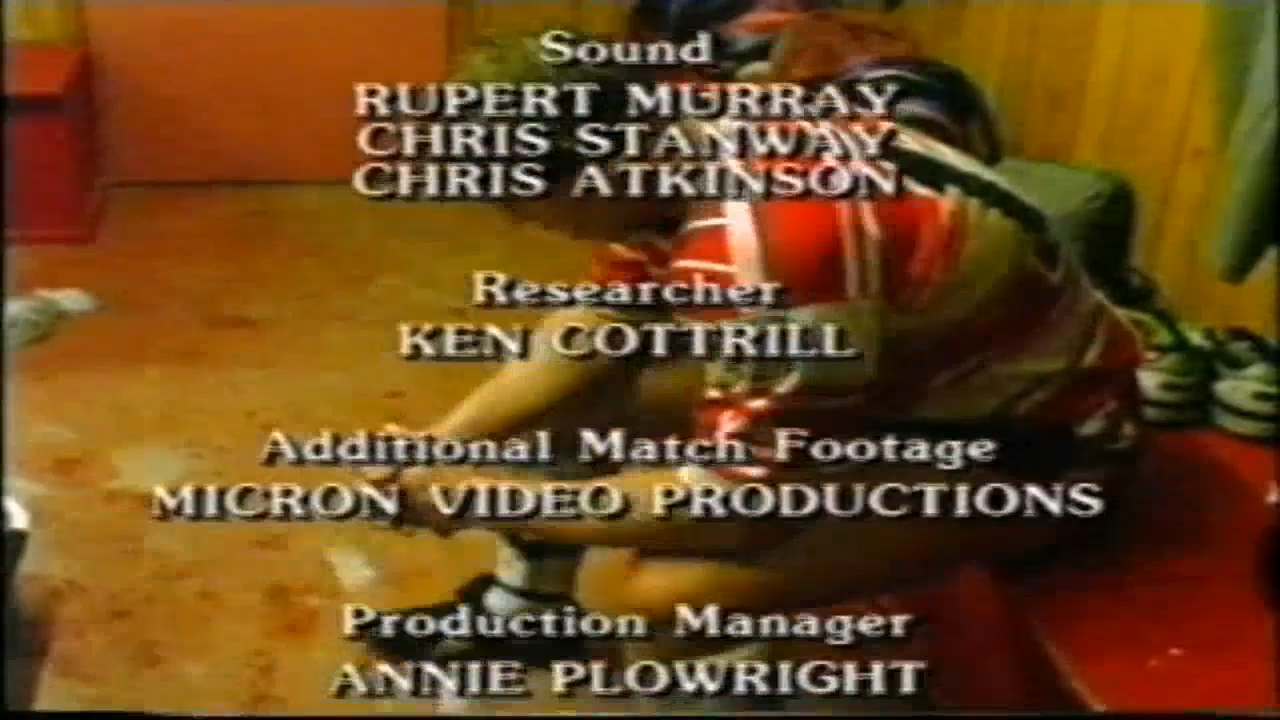 Sound
RUPERT MURRAY
CHRIS STANWAY
CHRIS ATKINSON
Researcher
KEN COTTRILL
Additional Match Footage
MICRON VIDEO PRODUCTIONS
Production Manager
ANNIE PLOWRIGHT